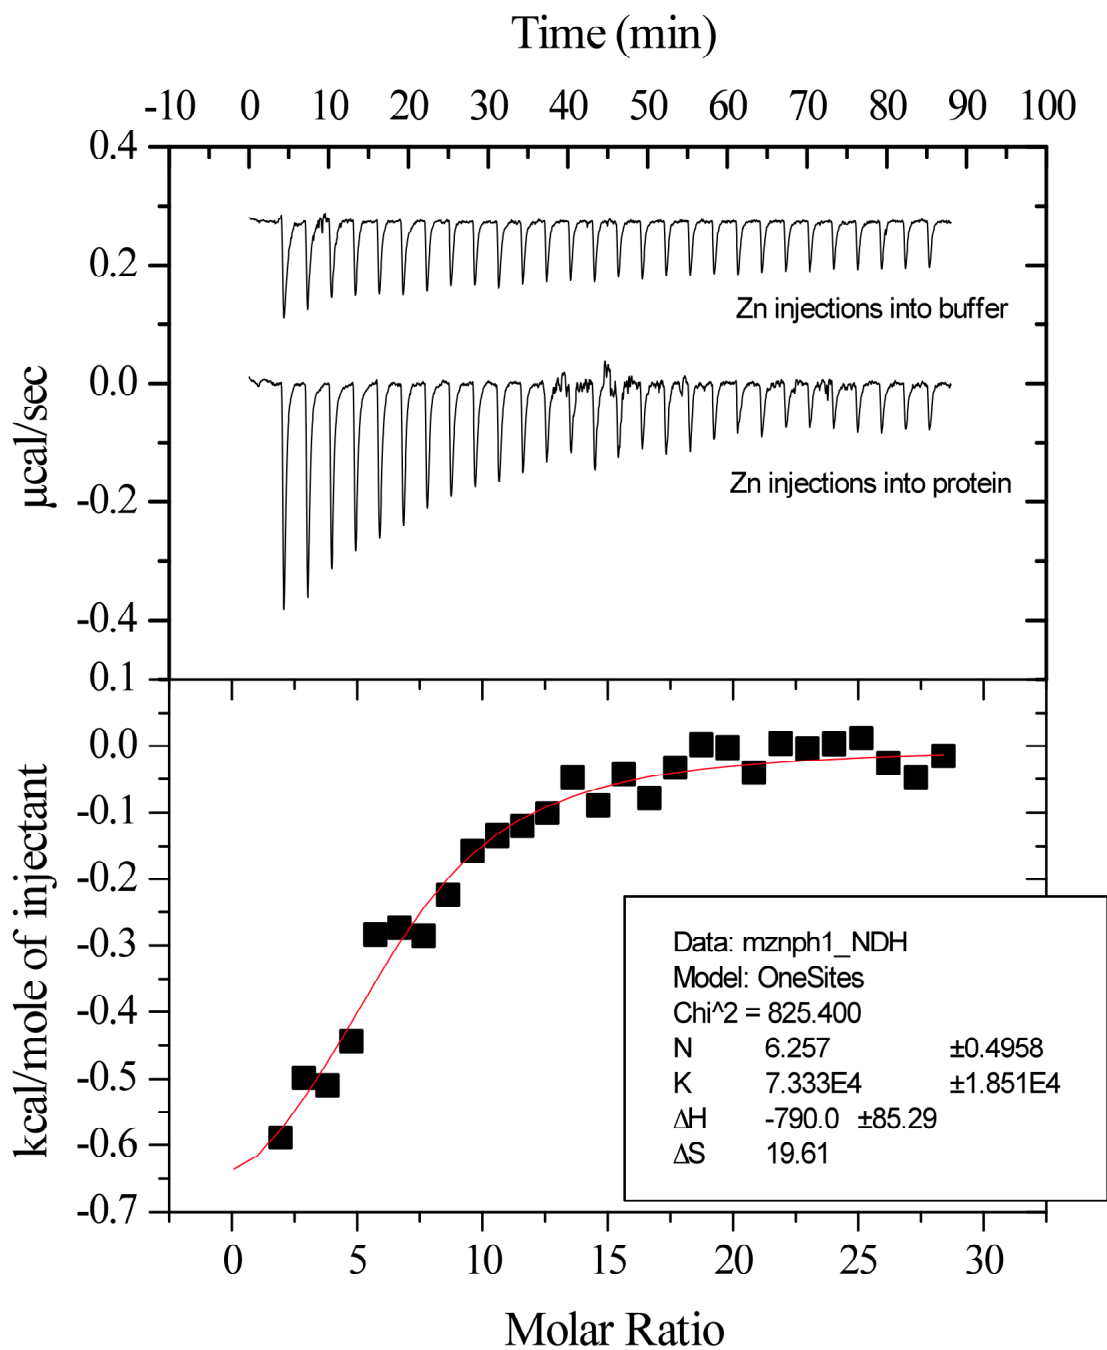 Time (min)
-10 0 10 20 30 40 50 60 70 80 90 100
0.4
0.2
0.0
-0.2
-0.4
μcal/sec
Zn injections into buffer
Zn injections into protein
0.1
0.0
-0.1
-0.2
-0.3
-0.4
-0.5
-0.6
-0.7
kcal/mole of injectant
Data: mznph1_NDH
Model: OneSites
Chi^2 = 825.400
N 6.257 ±0.4958
K 7.333E4 ±1.851E4
ΔH -790.0 ±85.29
ΔS 19.61
0 5 10 15 20 25 30
Molar Ratio